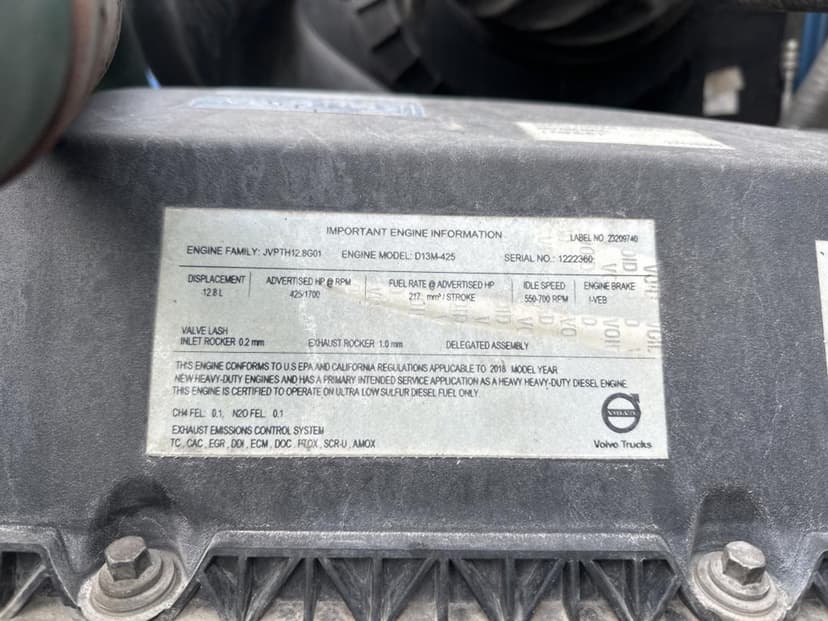 IMPORTANT ENGINE INFORMATION
LABEL NO. 23209740
ENGINE FAMILY: JVPTH12.8G01 ENGINE MODEL: D13M-425 SERIAL NO.: 1222360
DISPLACEMENT ADVERTISED HP @ RPM FUEL RATE @ ADVERTISED HP IDLE SPEED ENGINE BRAKE
12.8 L 425/1700 217 mm³ / STROKE 550-700 RPM I-VEB
VALVE LASH
INLET ROCKER 0.2 mm EXHAUST ROCKER 1.0 mm DELEGATED ASSEMBLY
THIS ENGINE CONFORMS TO U.S EPA AND CALIFORNIA REGULATIONS APPLICABLE TO 2018 MODEL YEAR
NEW HEAVY-DUTY ENGINES AND HAS A PRIMARY INTENDED SERVICE APPLICATION AS A HEAVY HEAVY-DUTY DIESEL ENGINE.
THIS ENGINE IS CERTIFIED TO OPERATE ON ULTRA LOW SULFUR DIESEL FUEL ONLY.
CH4 FEL: 0.1, N2O FEL: 0.1
EXHAUST EMISSIONS CONTROL SYSTEM
TC , CAC , EGR , DDI , ECM , DOC , PTOX , SCR-U , AMOX
VOLVO
Volvo Trucks